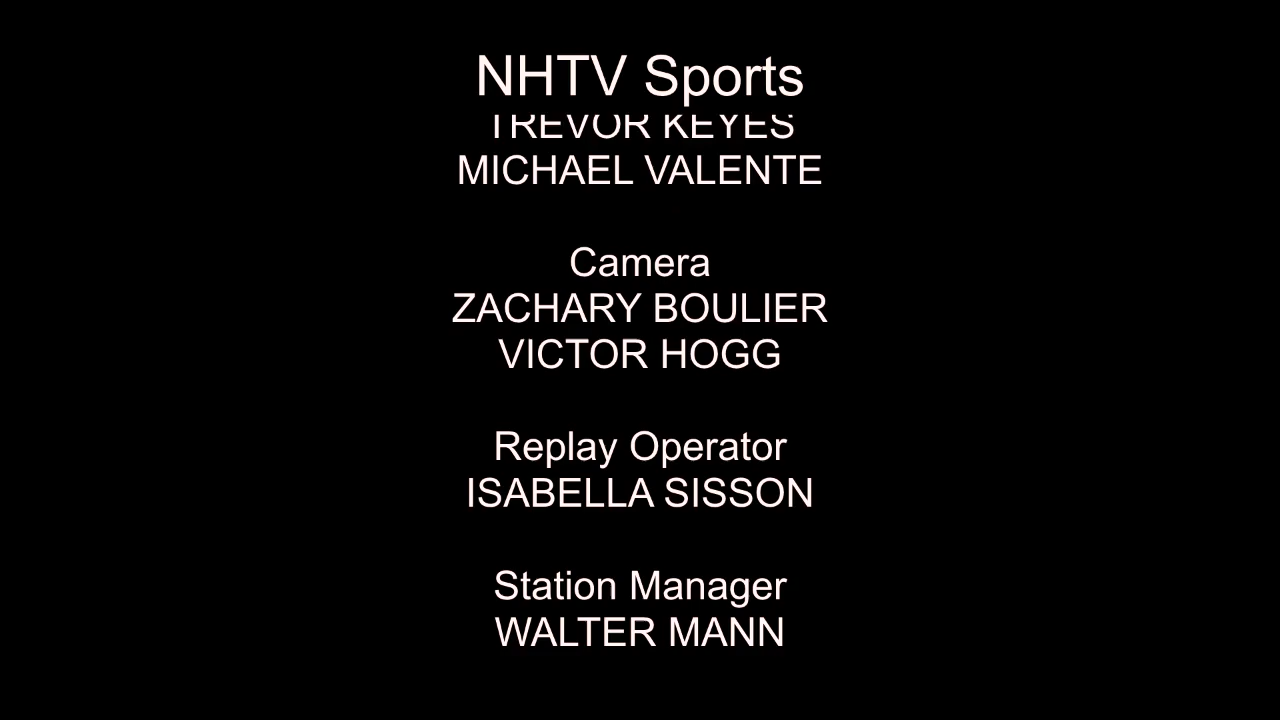 NHTV Sports
TREVOR KEYES
MICHAEL VALENTE
Camera
ZACHARY BOULIER
VICTOR HOGG
Replay Operator
ISABELLA SISSON
Station Manager
WALTER MANN